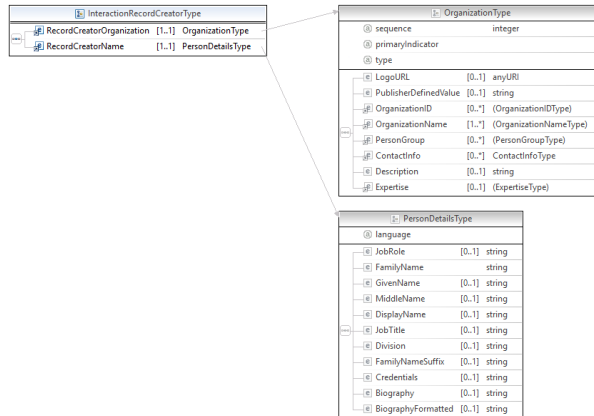 InteractionRecordCreatorType
RecordCreatorOrganization [1..1] OrganizationType
RecordCreatorName [1..1] PersonDetailsType
OrganizationType
sequence integer
primaryIndicator
type
LogoURL [0..1] anyURI
PublisherDefinedValue [0..1] string
OrganizationID [0..*] (OrganizationIDType)
OrganizationName [1..*] (OrganizationNameType)
PersonGroup [0..*] (PersonGroupType)
ContactInfo [0..*] ContactInfoType
Description [0..1] string
Expertise [0..1] (ExpertiseType)
PersonDetailsType
language
JobRole [0..1] string
FamilyName string
GivenName [0..1] string
MiddleName [0..1] string
DisplayName [0..1] string
JobTitle [0..1] string
Division [0..1] string
FamilyNameSuffix [0..1] string
Credentials [0..1] string
Biography [0..1] string
BiographyFormatted [0..1] string